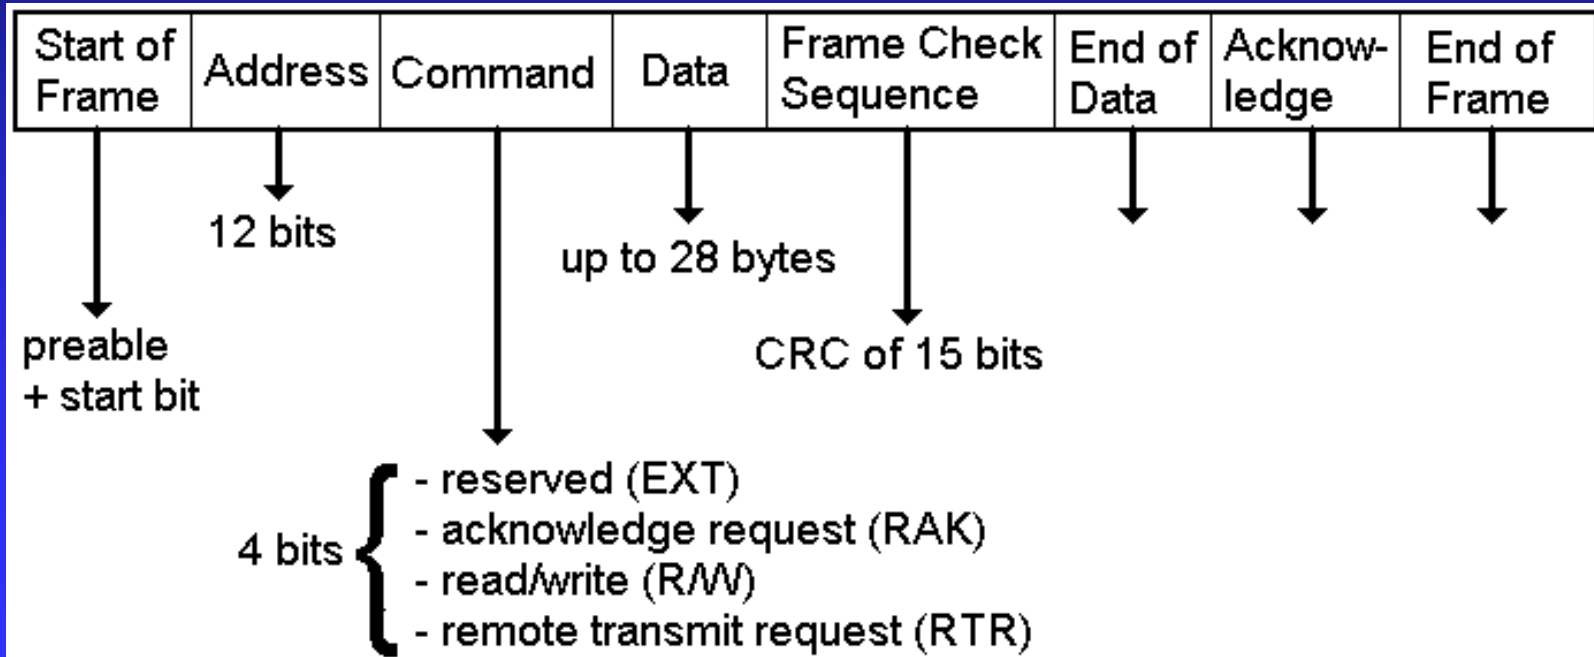 Start of
Frame
Address
Command
Data
Frame Check
Sequence
End of
Data
Acknow-
ledge
End of
Frame
12 bits
up to 28 bytes
preable
+ start bit
CRC of 15 bits
4 bits
- reserved (EXT)
- acknowledge request (RAK)
- read/write (R/W)
- remote transmit request (RTR)